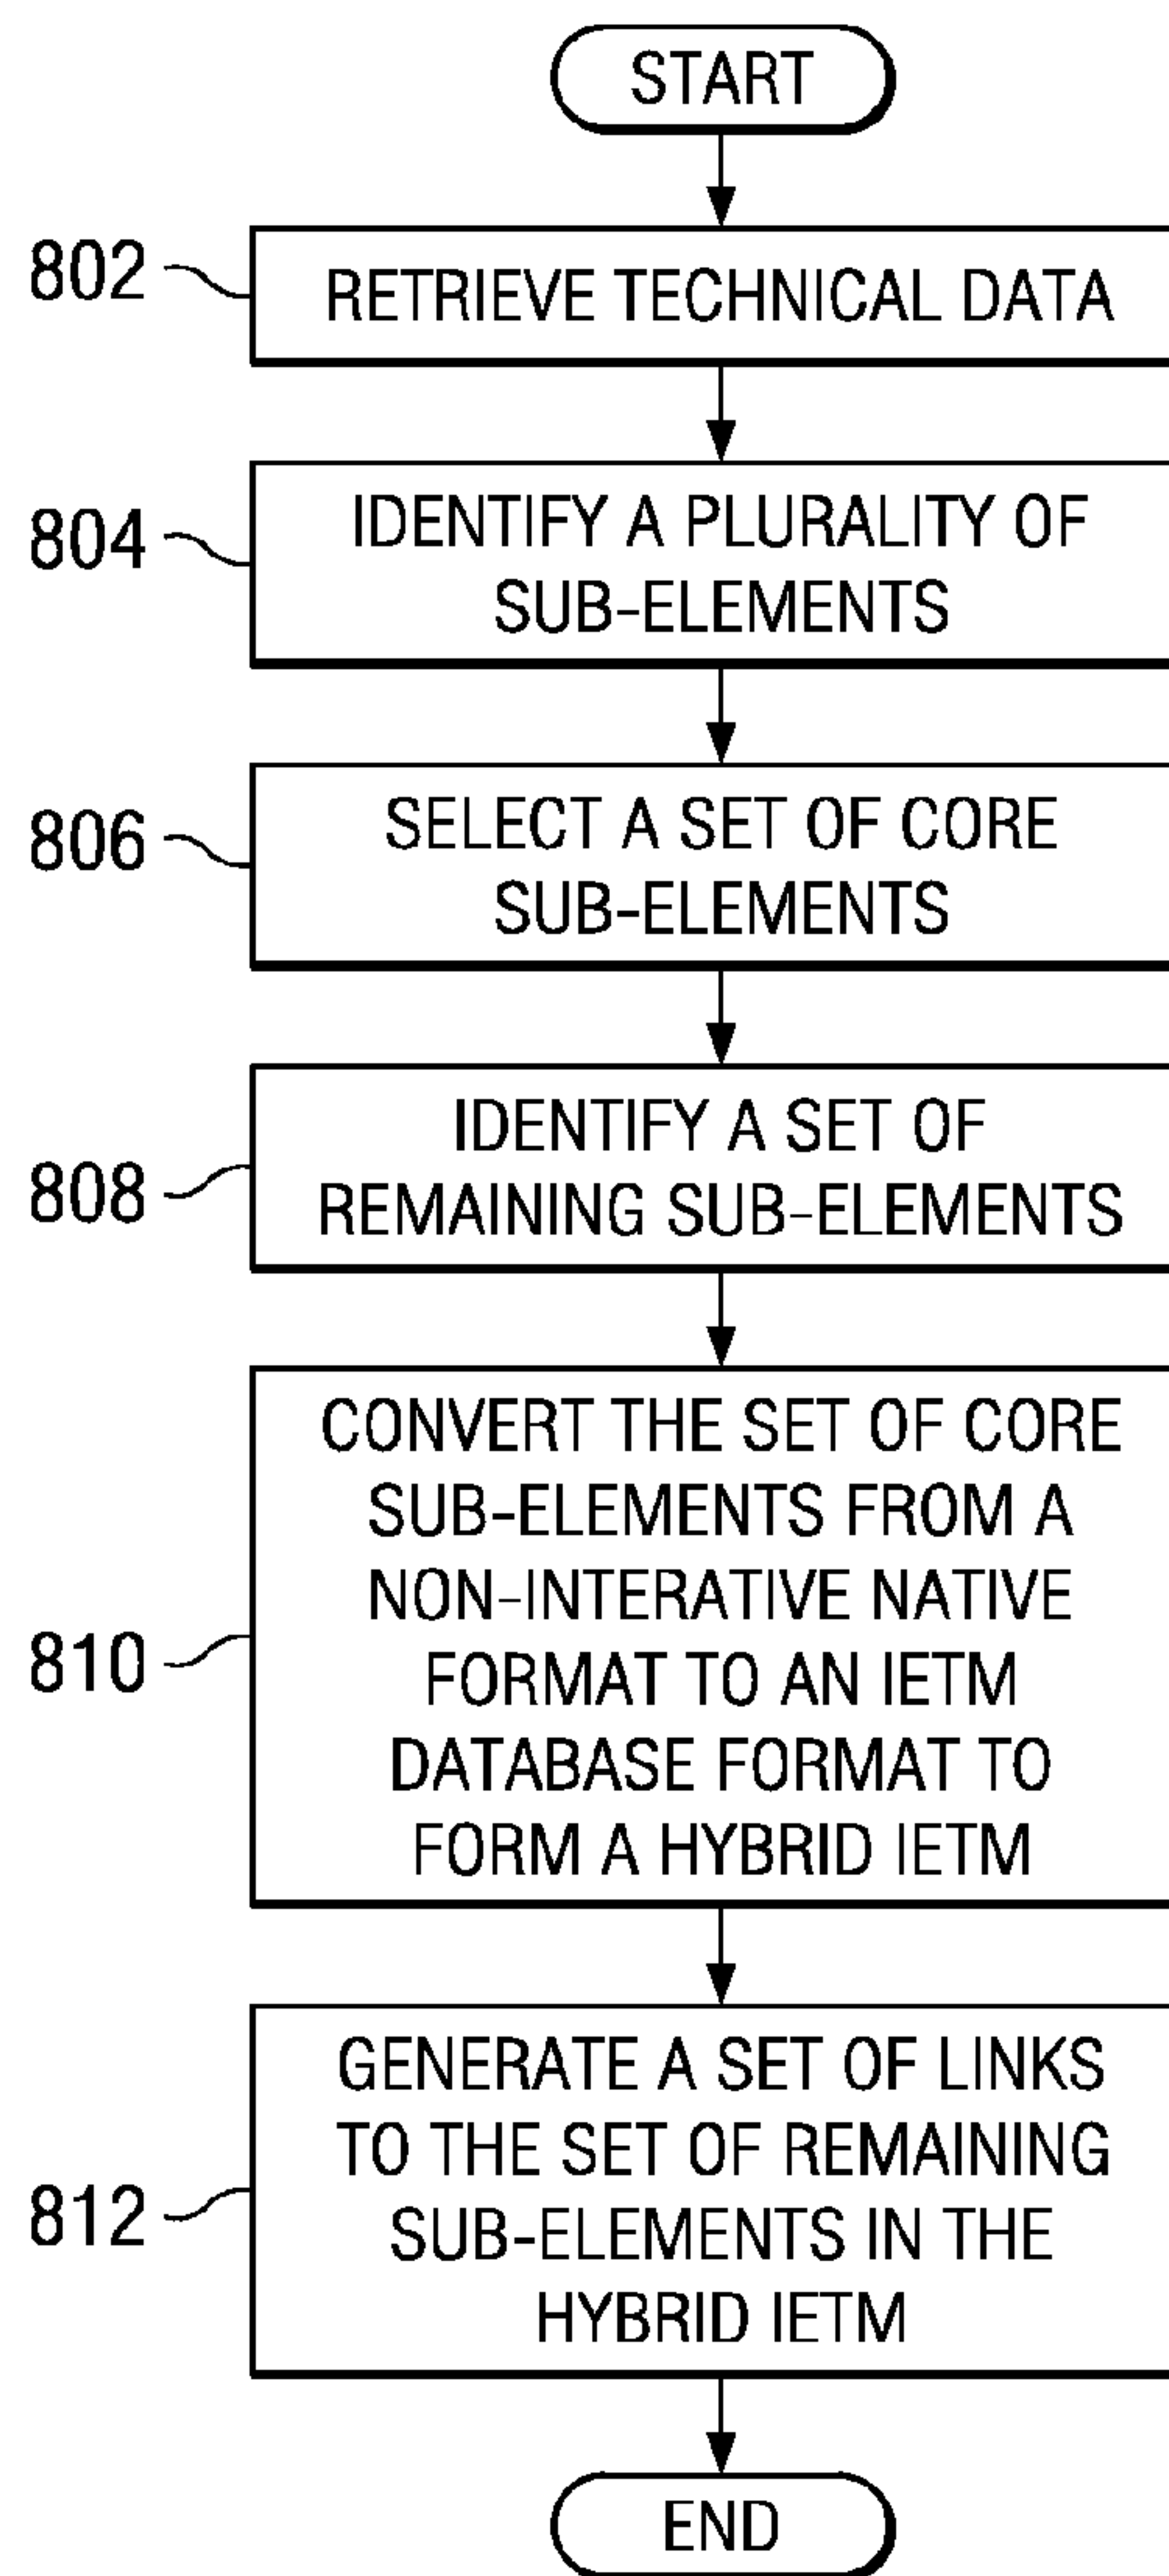 START
802
RETRIEVE TECHNICAL DATA
804
IDENTIFY A PLURALITY OF
SUB-ELEMENTS
806
SELECT A SET OF CORE
SUB-ELEMENTS
808
IDENTIFY A SET OF
REMAINING SUB-ELEMENTS
810
CONVERT THE SET OF CORE
SUB-ELEMENTS FROM A
NON-INTERATIVE NATIVE
FORMAT TO AN IETM
DATABASE FORMAT TO
FORM A HYBRID IETM
812
GENERATE A SET OF LINKS
TO THE SET OF REMAINING
SUB-ELEMENTS IN THE
HYBRID IETM
END